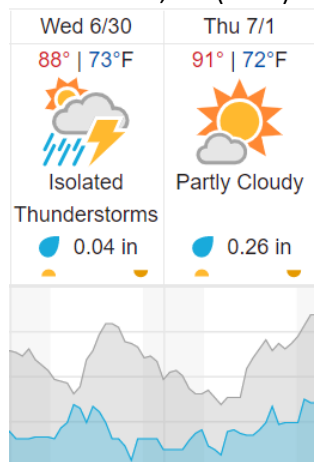 Wed 6/30
88° | 73°F
Isolated
Thunderstorms
0.04 in
Thu 7/1
91° | 72°F
Partly Cloudy
0.26 in